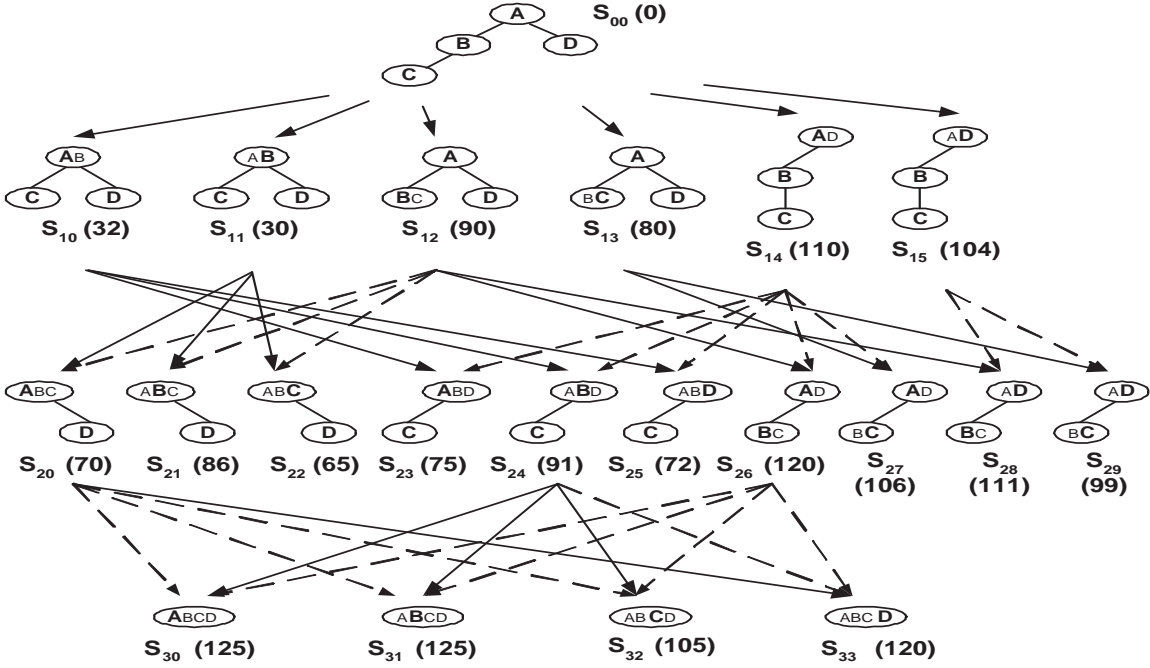 A S00 (0)
B D
C
AB AB A A AD AD
C D C D BC D BC D B B
S10 (32) S11 (30) S12 (90) S13 (80) C C
S14 (110) S15 (104)
ABC ABC ABC ABD ABD ABD AD AD AD AD
D D D C C C BC BC BC BC
S20 (70) S21 (86) S22 (65) S23 (75) S24 (91) S25 (72) S26 (120) S27 S28 S29
(106) (111) (99)
ABCD ABCD ABCD ABC D
S30 (125) S31 (125) S32 (105) S33 (120)